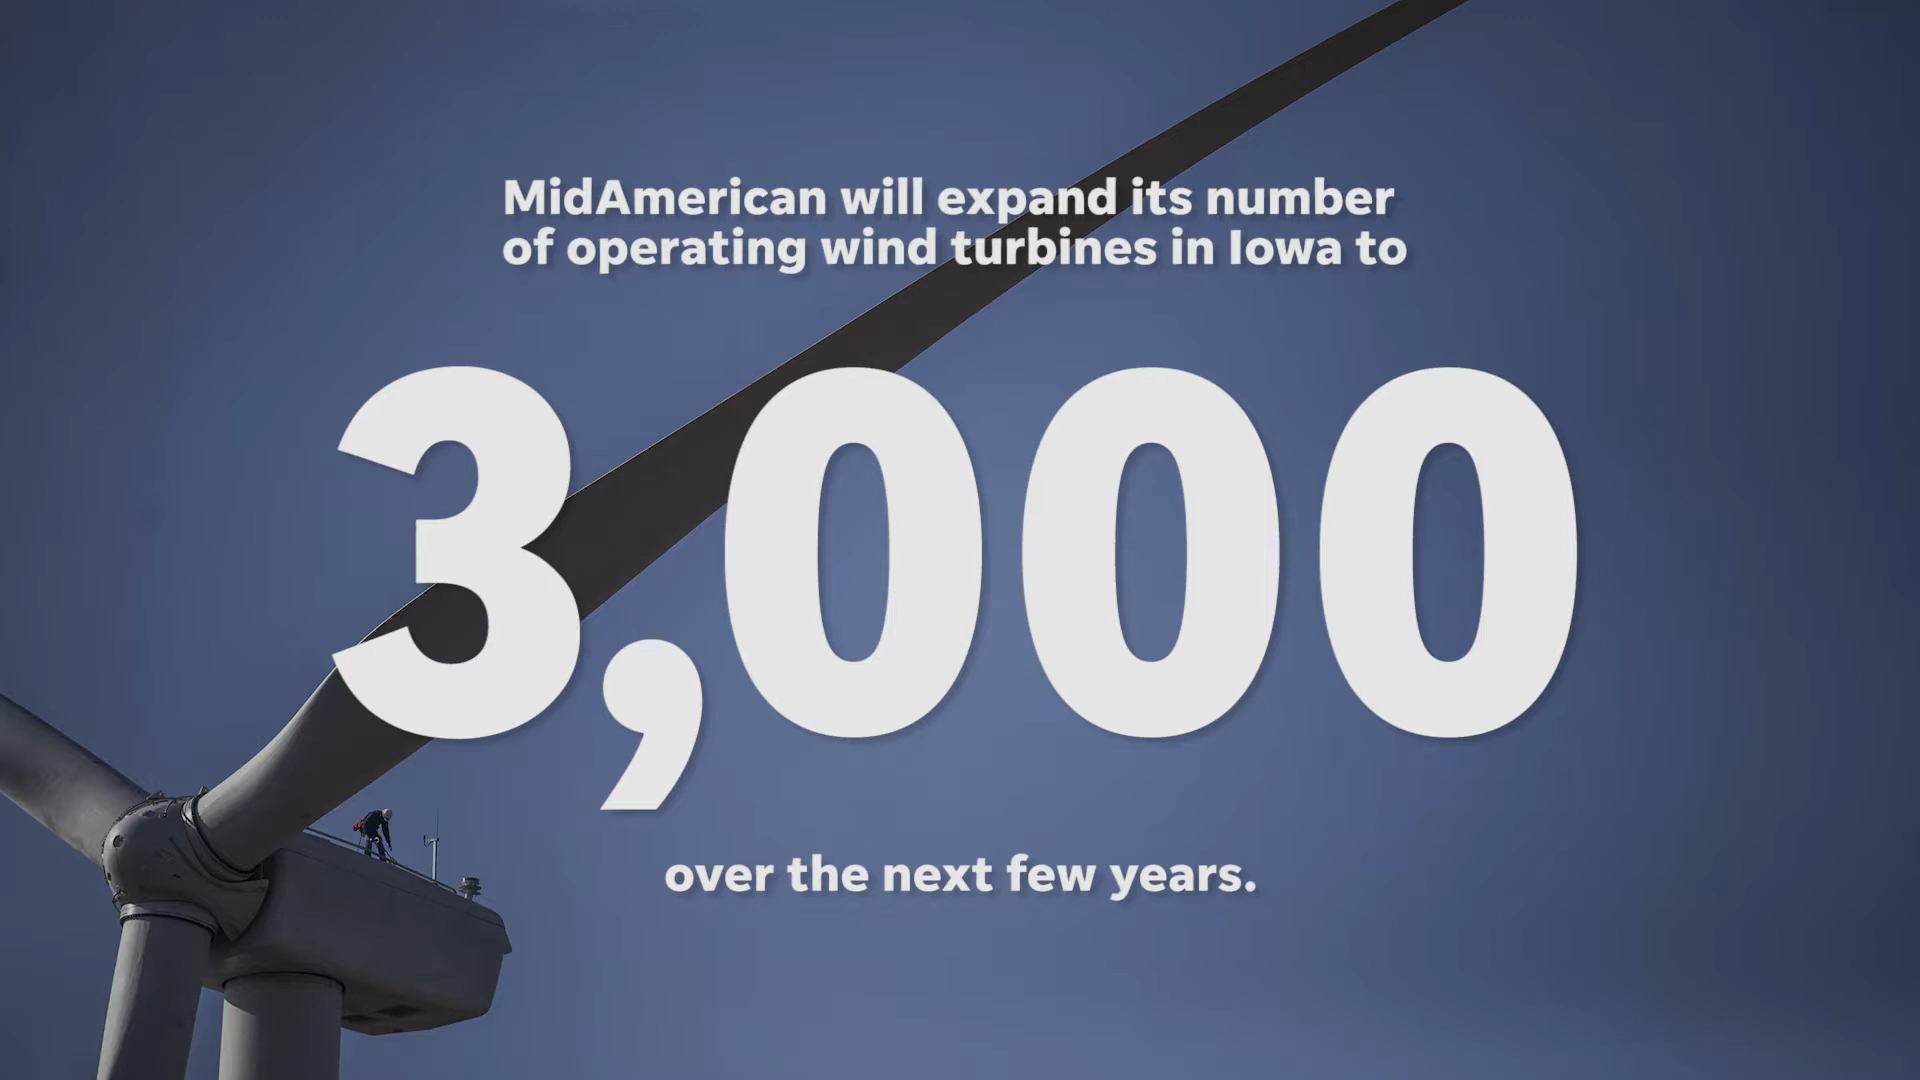 MidAmerican will expand its number
of operating wind turbines in Iowa to
3,000
over the next few years.